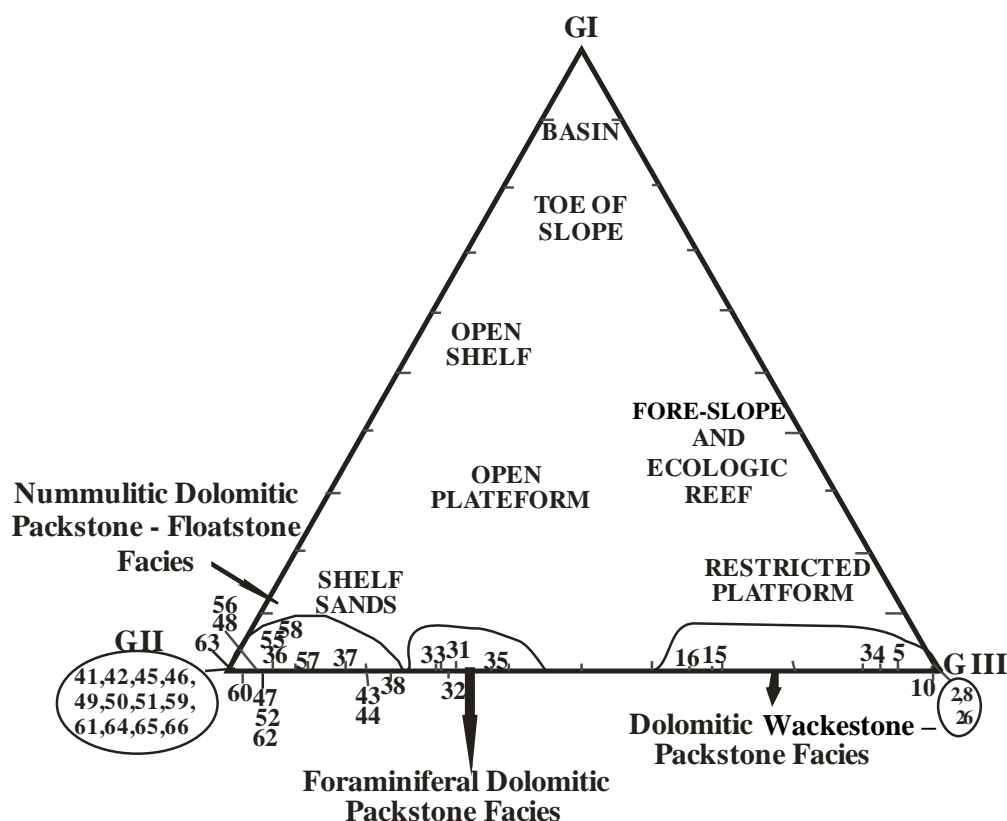 GI
BASIN
TOE OF
SLOPE
OPEN
SHELF
FORE-SLOPE
AND
ECOLOGIC
REEF
OPEN
PLATEFORM
Nummulitic Dolomitic
Packstone - Floatstone
Facies
RESTRICTED
PLATFORM
SHELF
SANDS
56
48
63
GII
55
58
36
57
37
33
31
35
16
15
34
5
G III
41,42,45,46,
49,50,51,59,
61,64,65,66
60
47
52
62
43
44
38
32
10
2,8
26
Dolomitic Wackestone –
Packstone Facies
Foraminiferal Dolomitic
Packstone Facies